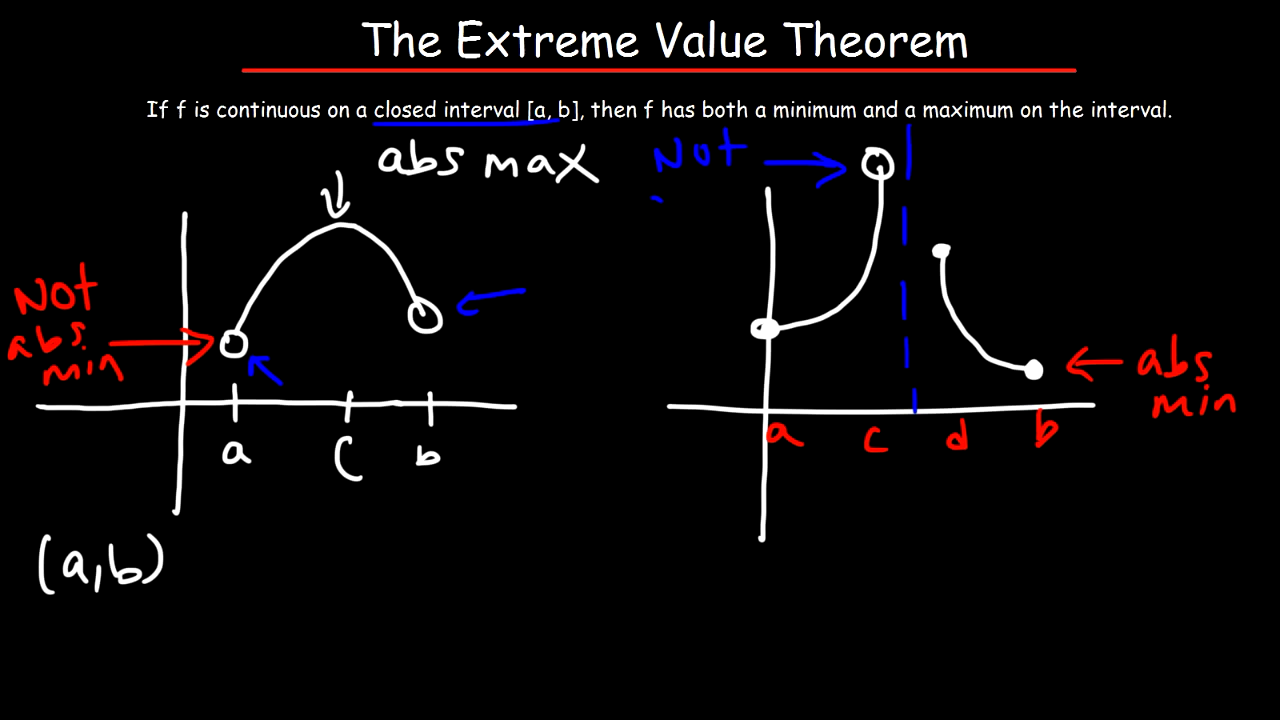 The Extreme Value Theorem
If f is continuous on a closed interval [a, b], then f has both a minimum and a maximum on the interval.
abs max
Not
Not
abs
min
a
c
b
(a,b)
a
c
d
b
abs
min